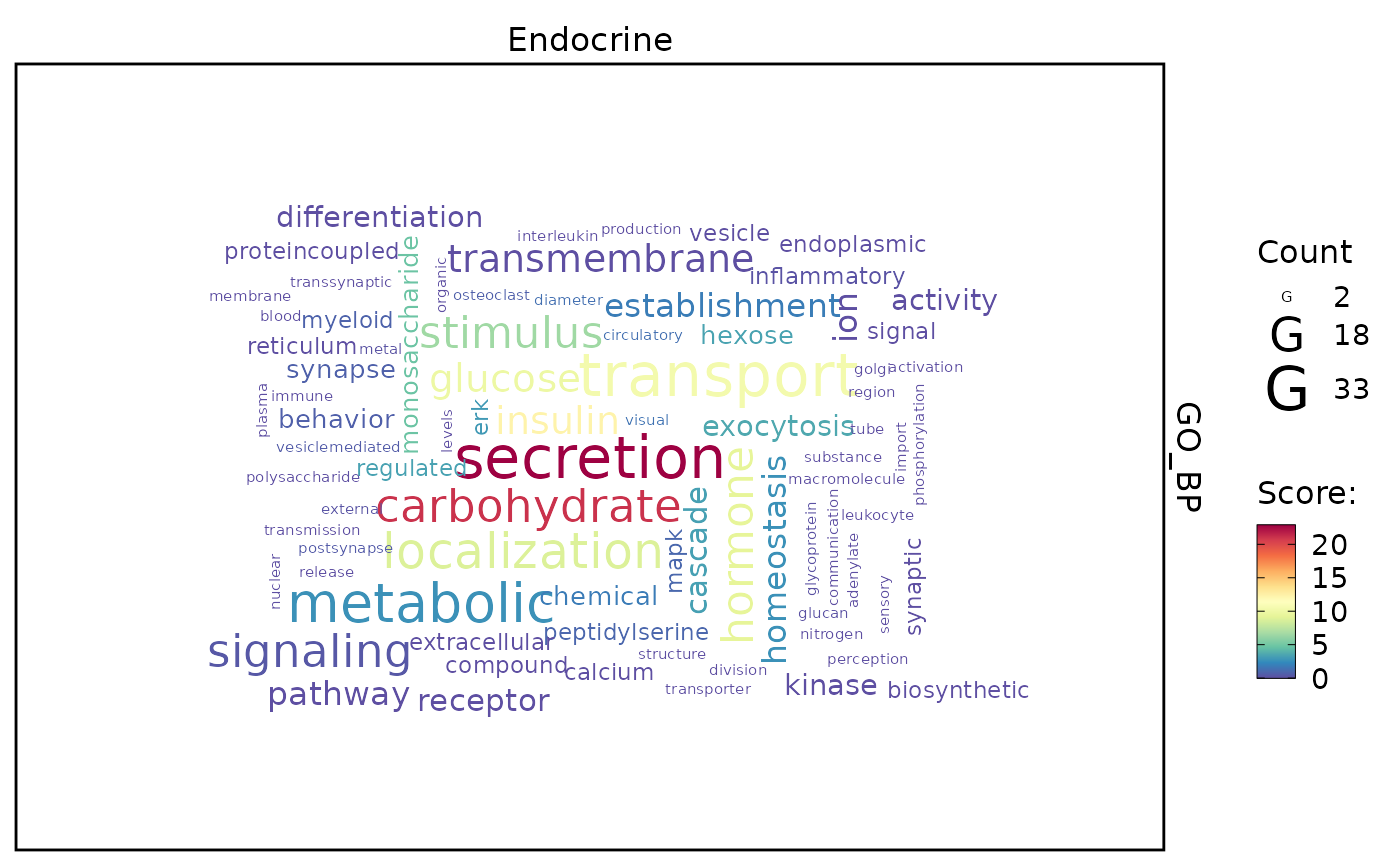 Endocrine
differentiation
interleukin
production
vesicle
proteincoupled
monosaccharide
organic
transmembrane
endoplasmic
inflammatory
transsynaptic
membrane
osteoclast
diameter
establishment
ion
activity
blood
myeloid
stimulus
circulatory
hexose
signal
reticulum
metal
synapse
glucose
transport
golgi
activation
region
plasma
immune
behavior
levels
erk
insulin
visual
exocytosis
tube
import
phosphorylation
vesiclemediated
secretion
substance
polysaccharide
regulated
macromolecule
external
carbohydrate
cascade
hormone
homeostasis
glycoprotein
communication
leukocyte
transmission
postsynapse
localization
mapk
adenylate
synaptic
nuclear
release
metabolic
chemical
sensory
glucan
signaling
extracellular
peptidylserine
nitrogen
compound
calcium
structure
division
perception
pathway
receptor
transporter
kinase
biosynthetic
GO_BP
Count
G 2
G 18
G 33
Score:
20
15
10
5
0